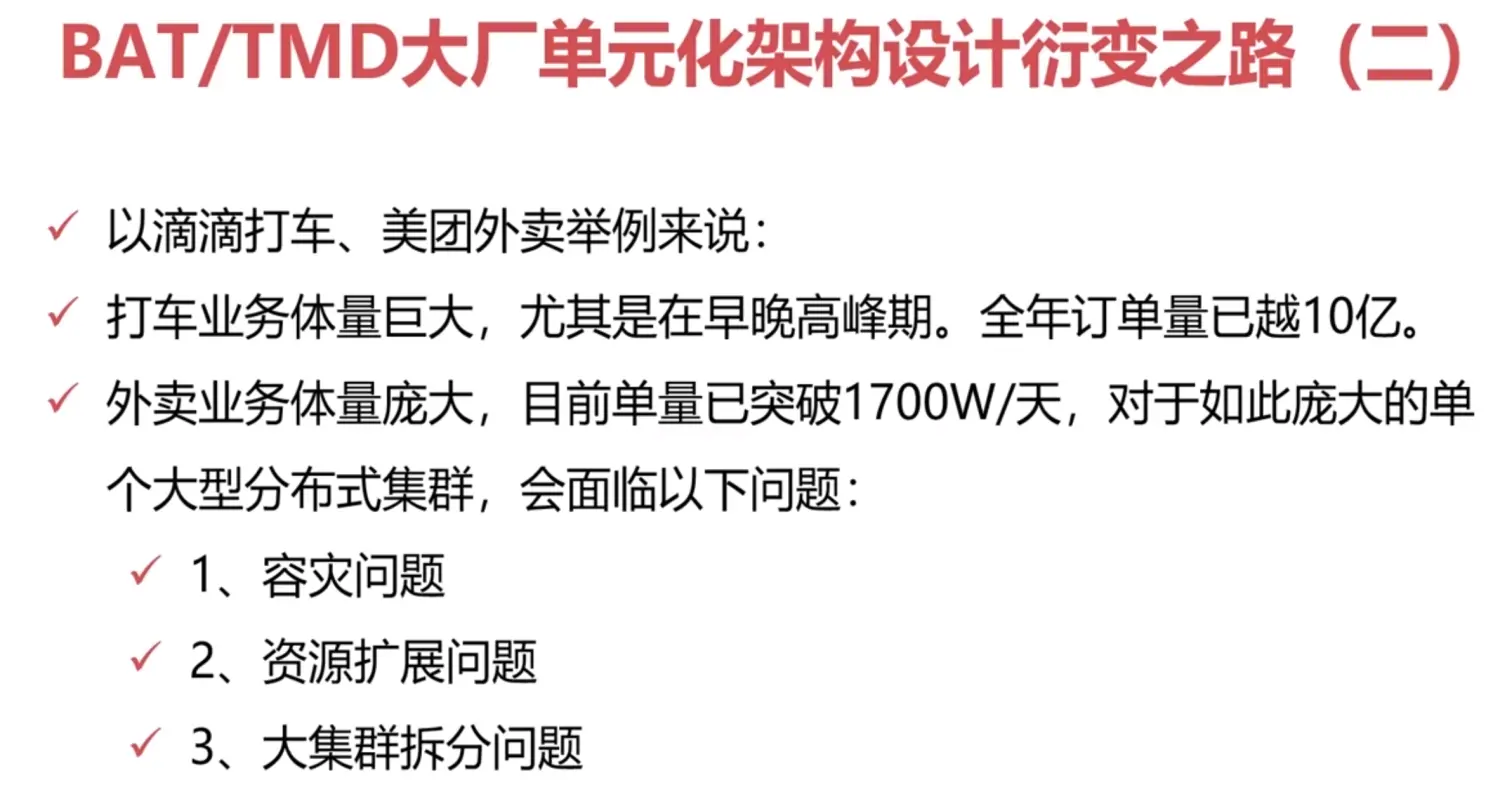 BAT/TMD大厂单元化架构设计衍变之路（二）
以滴滴打车、美团外卖举例来说：
打车业务体量巨大，尤其是在早晚高峰期。全年订单量已越10亿。
外卖业务体量庞大，目前单量已突破1700W/天，对于如此庞大的单
个大型分布式集群，会面临以下问题：
1、容灾问题
2、资源扩展问题
3、大集群拆分问题